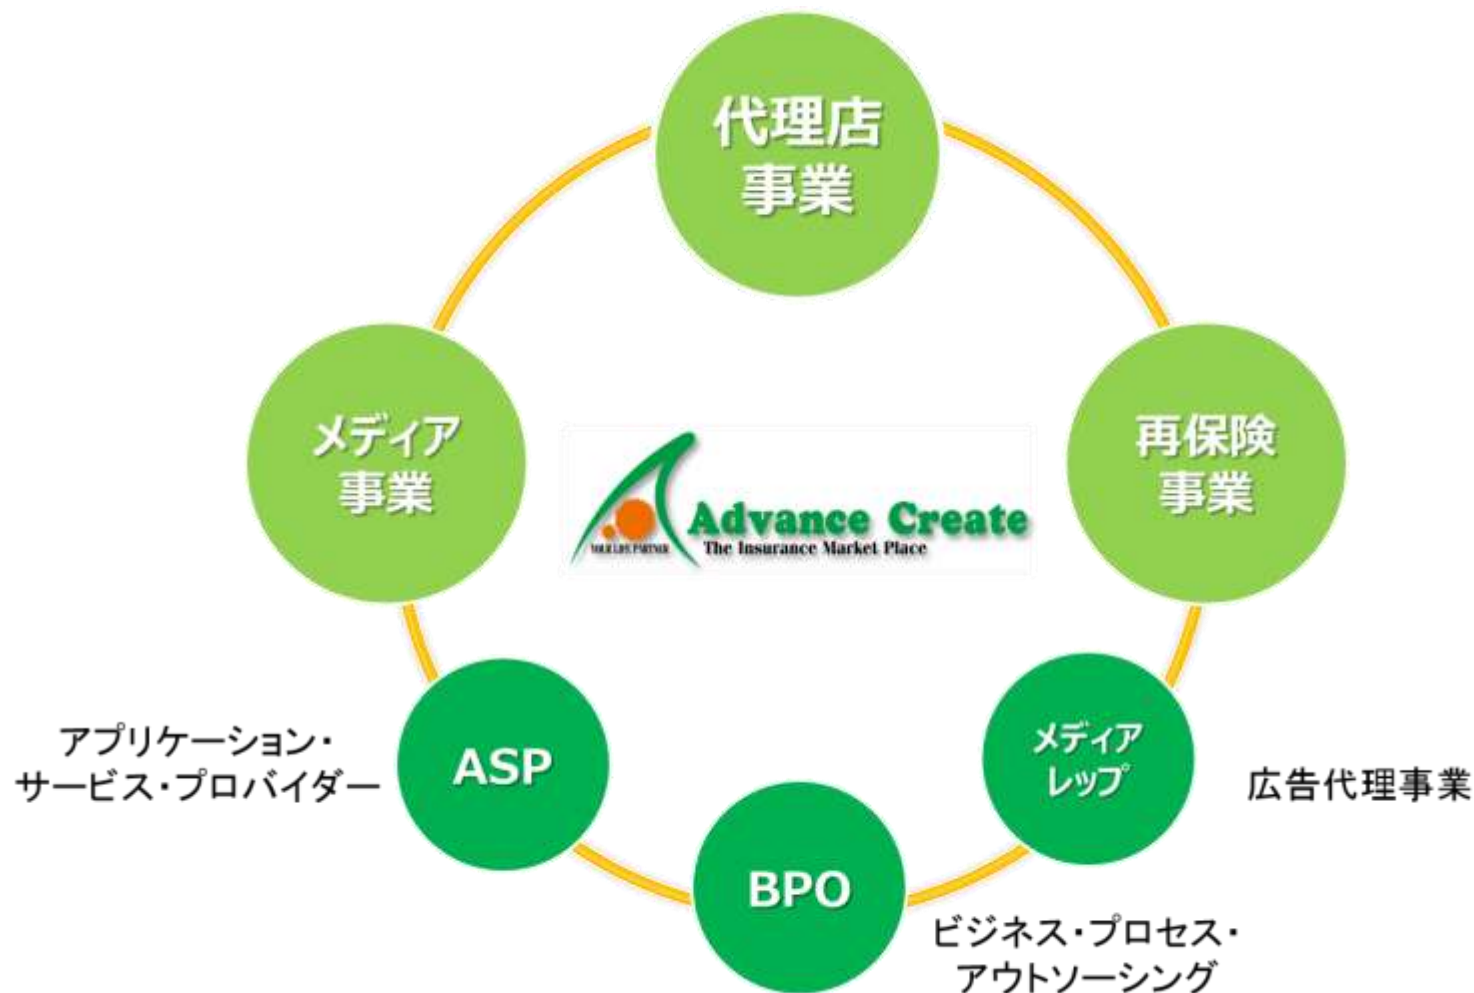 代理店
事業
メディア
事業
再保険
事業
Advance Create
YOUR LIFE PARTNER
The Insurance Market Place
アプリケーション・
サービス・プロバイダー
ASP
メディア
レップ
広告代理事業
BPO
ビジネス・プロセス・
アウトソーシング